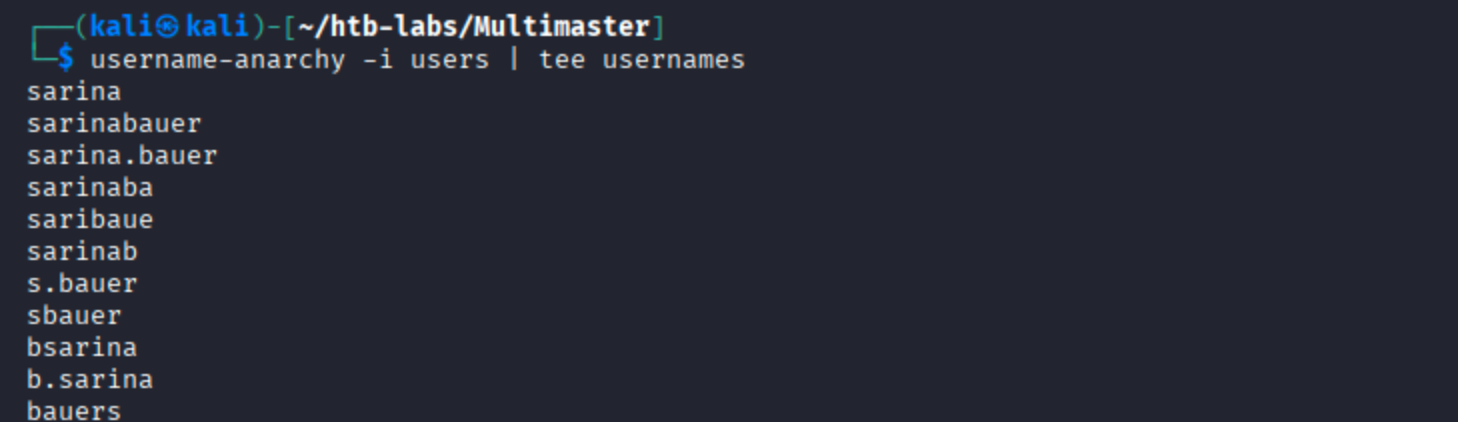 ┌──(kali㉿kali)-[~/htb-labs/Multimaster]
└─$ username-anarchy -i users | tee usernames
sarina
sarinabauer
sarina.bauer
sarinaba
saribaue
sarinab
s.bauer
sbauer
bsarina
b.sarina
bauers